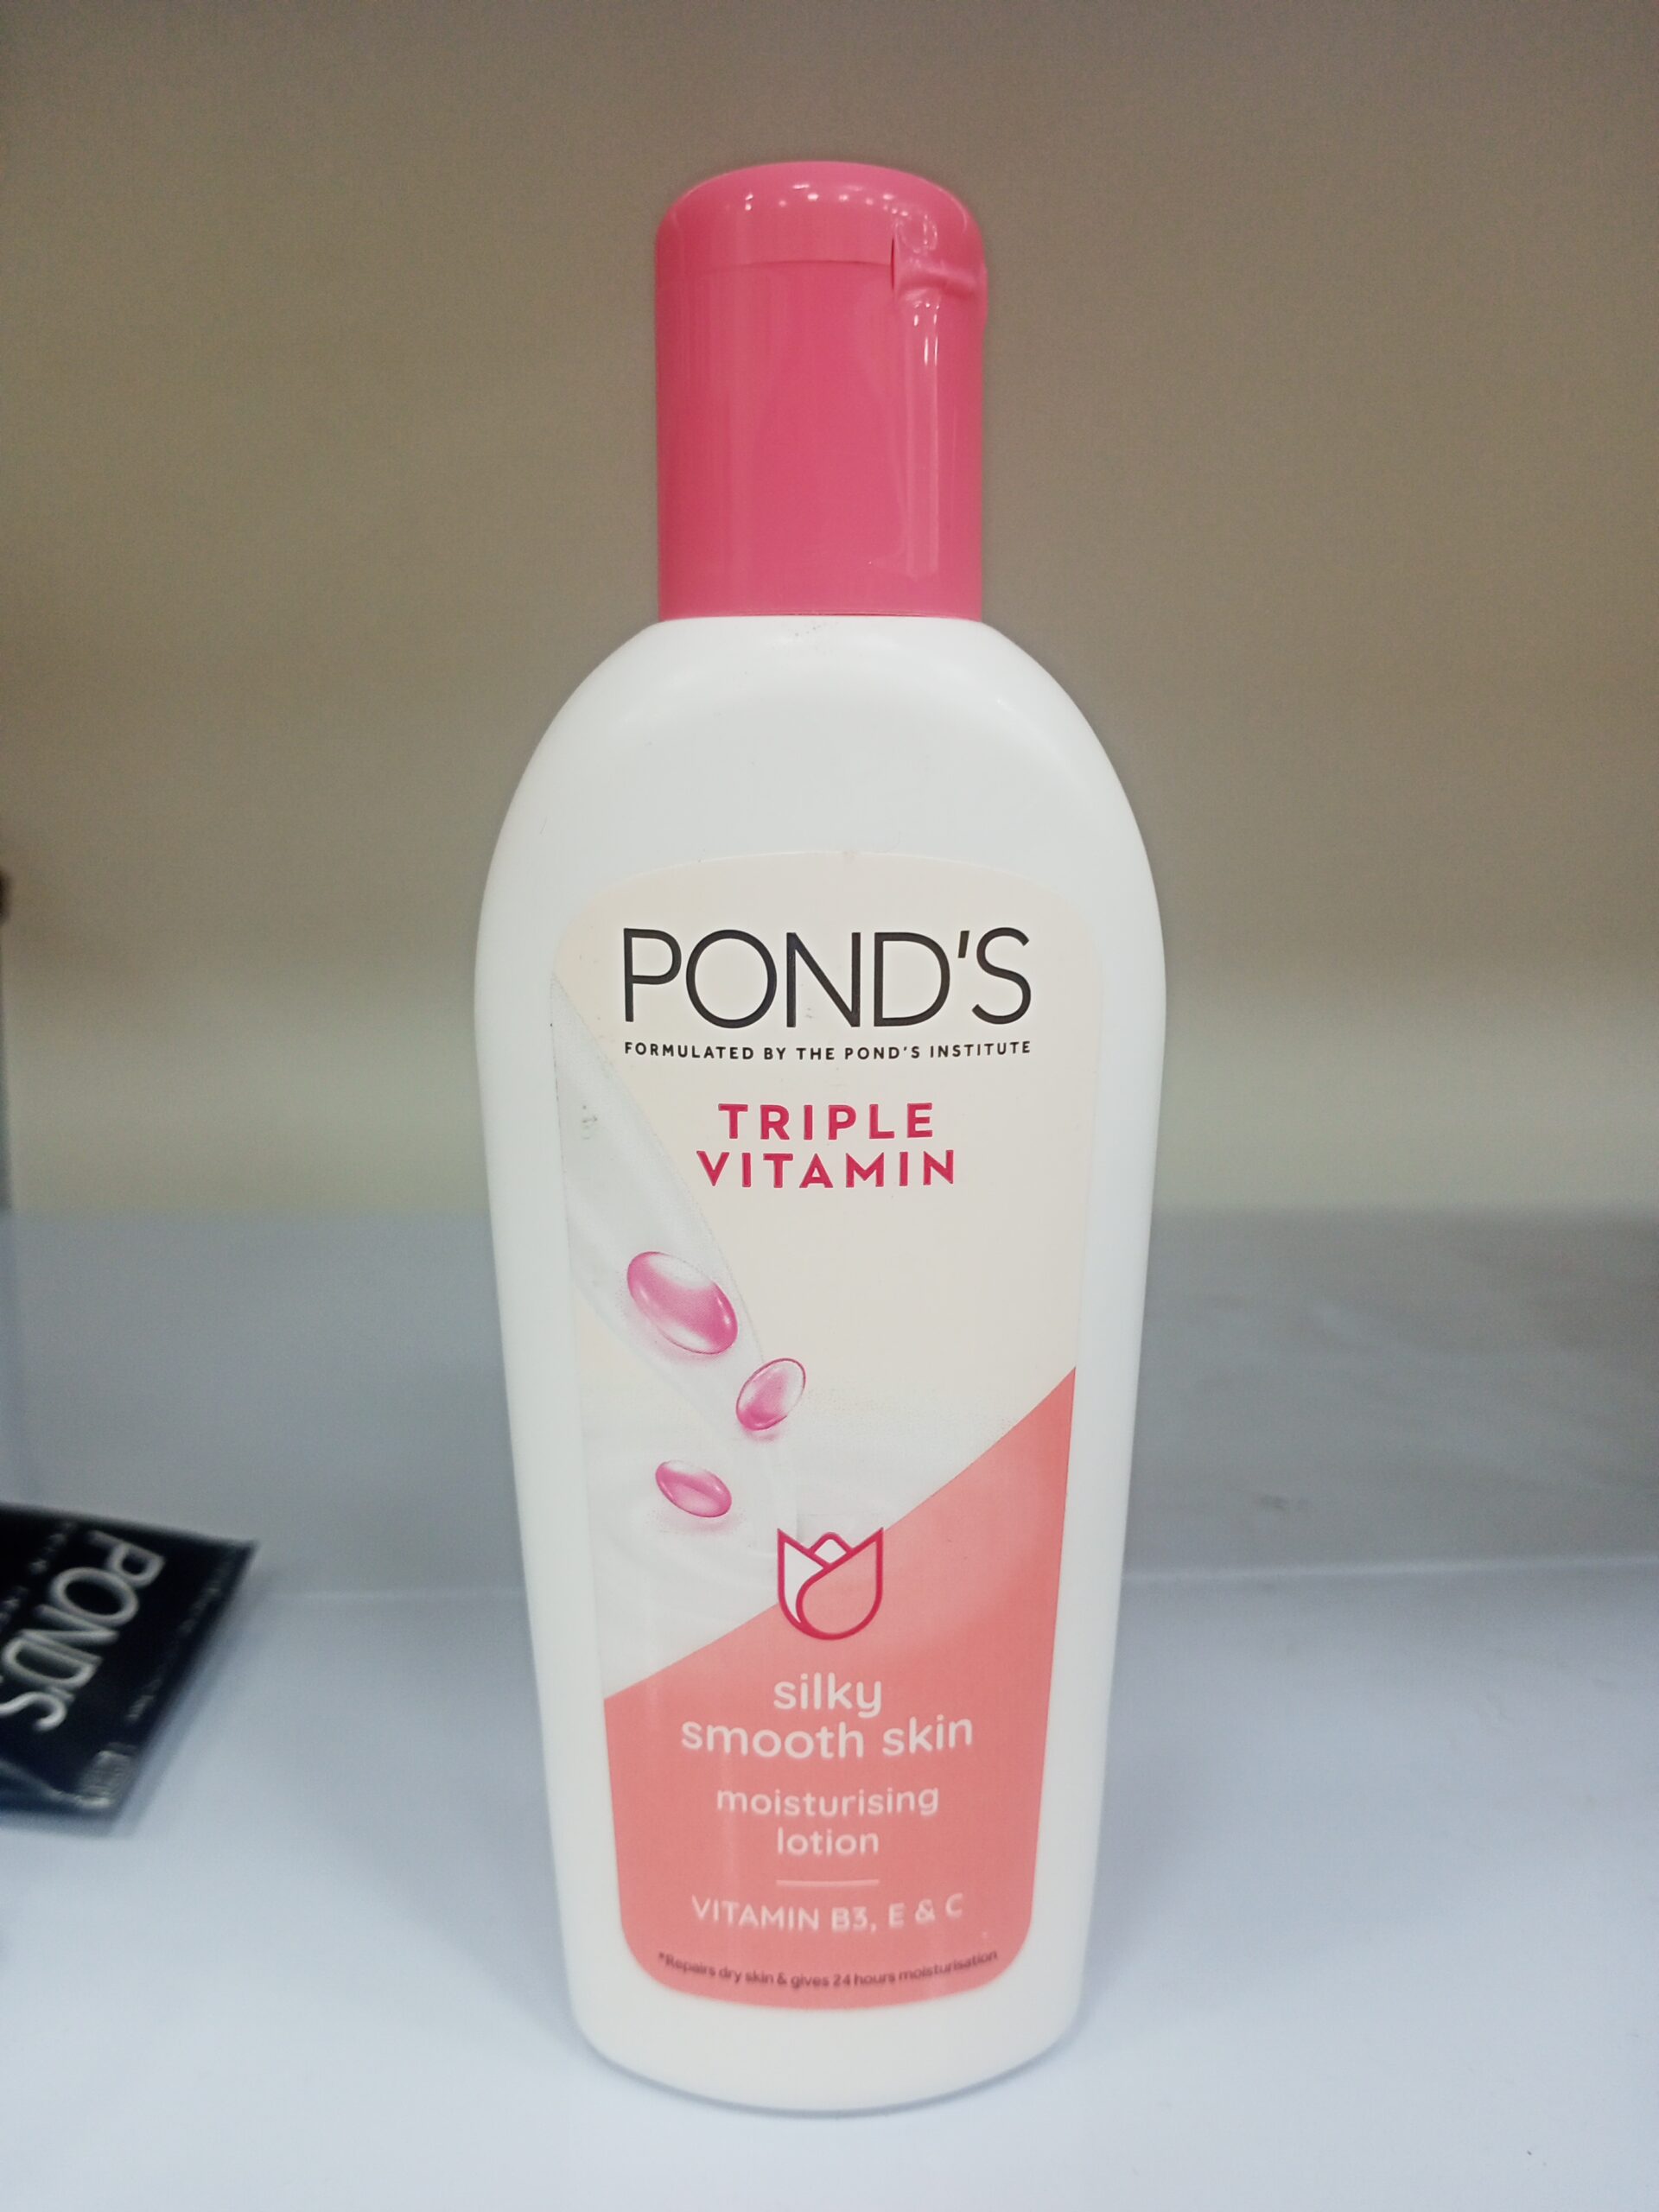 POND'S
FORMULATED BY THE POND'S INSTITUTE
TRIPLE
VITAMIN
silky
smooth skin
moisturising
lotion
VITAMIN B3, E & C
*Repairs dry skin & gives 24 hours moisturisation
POND'S